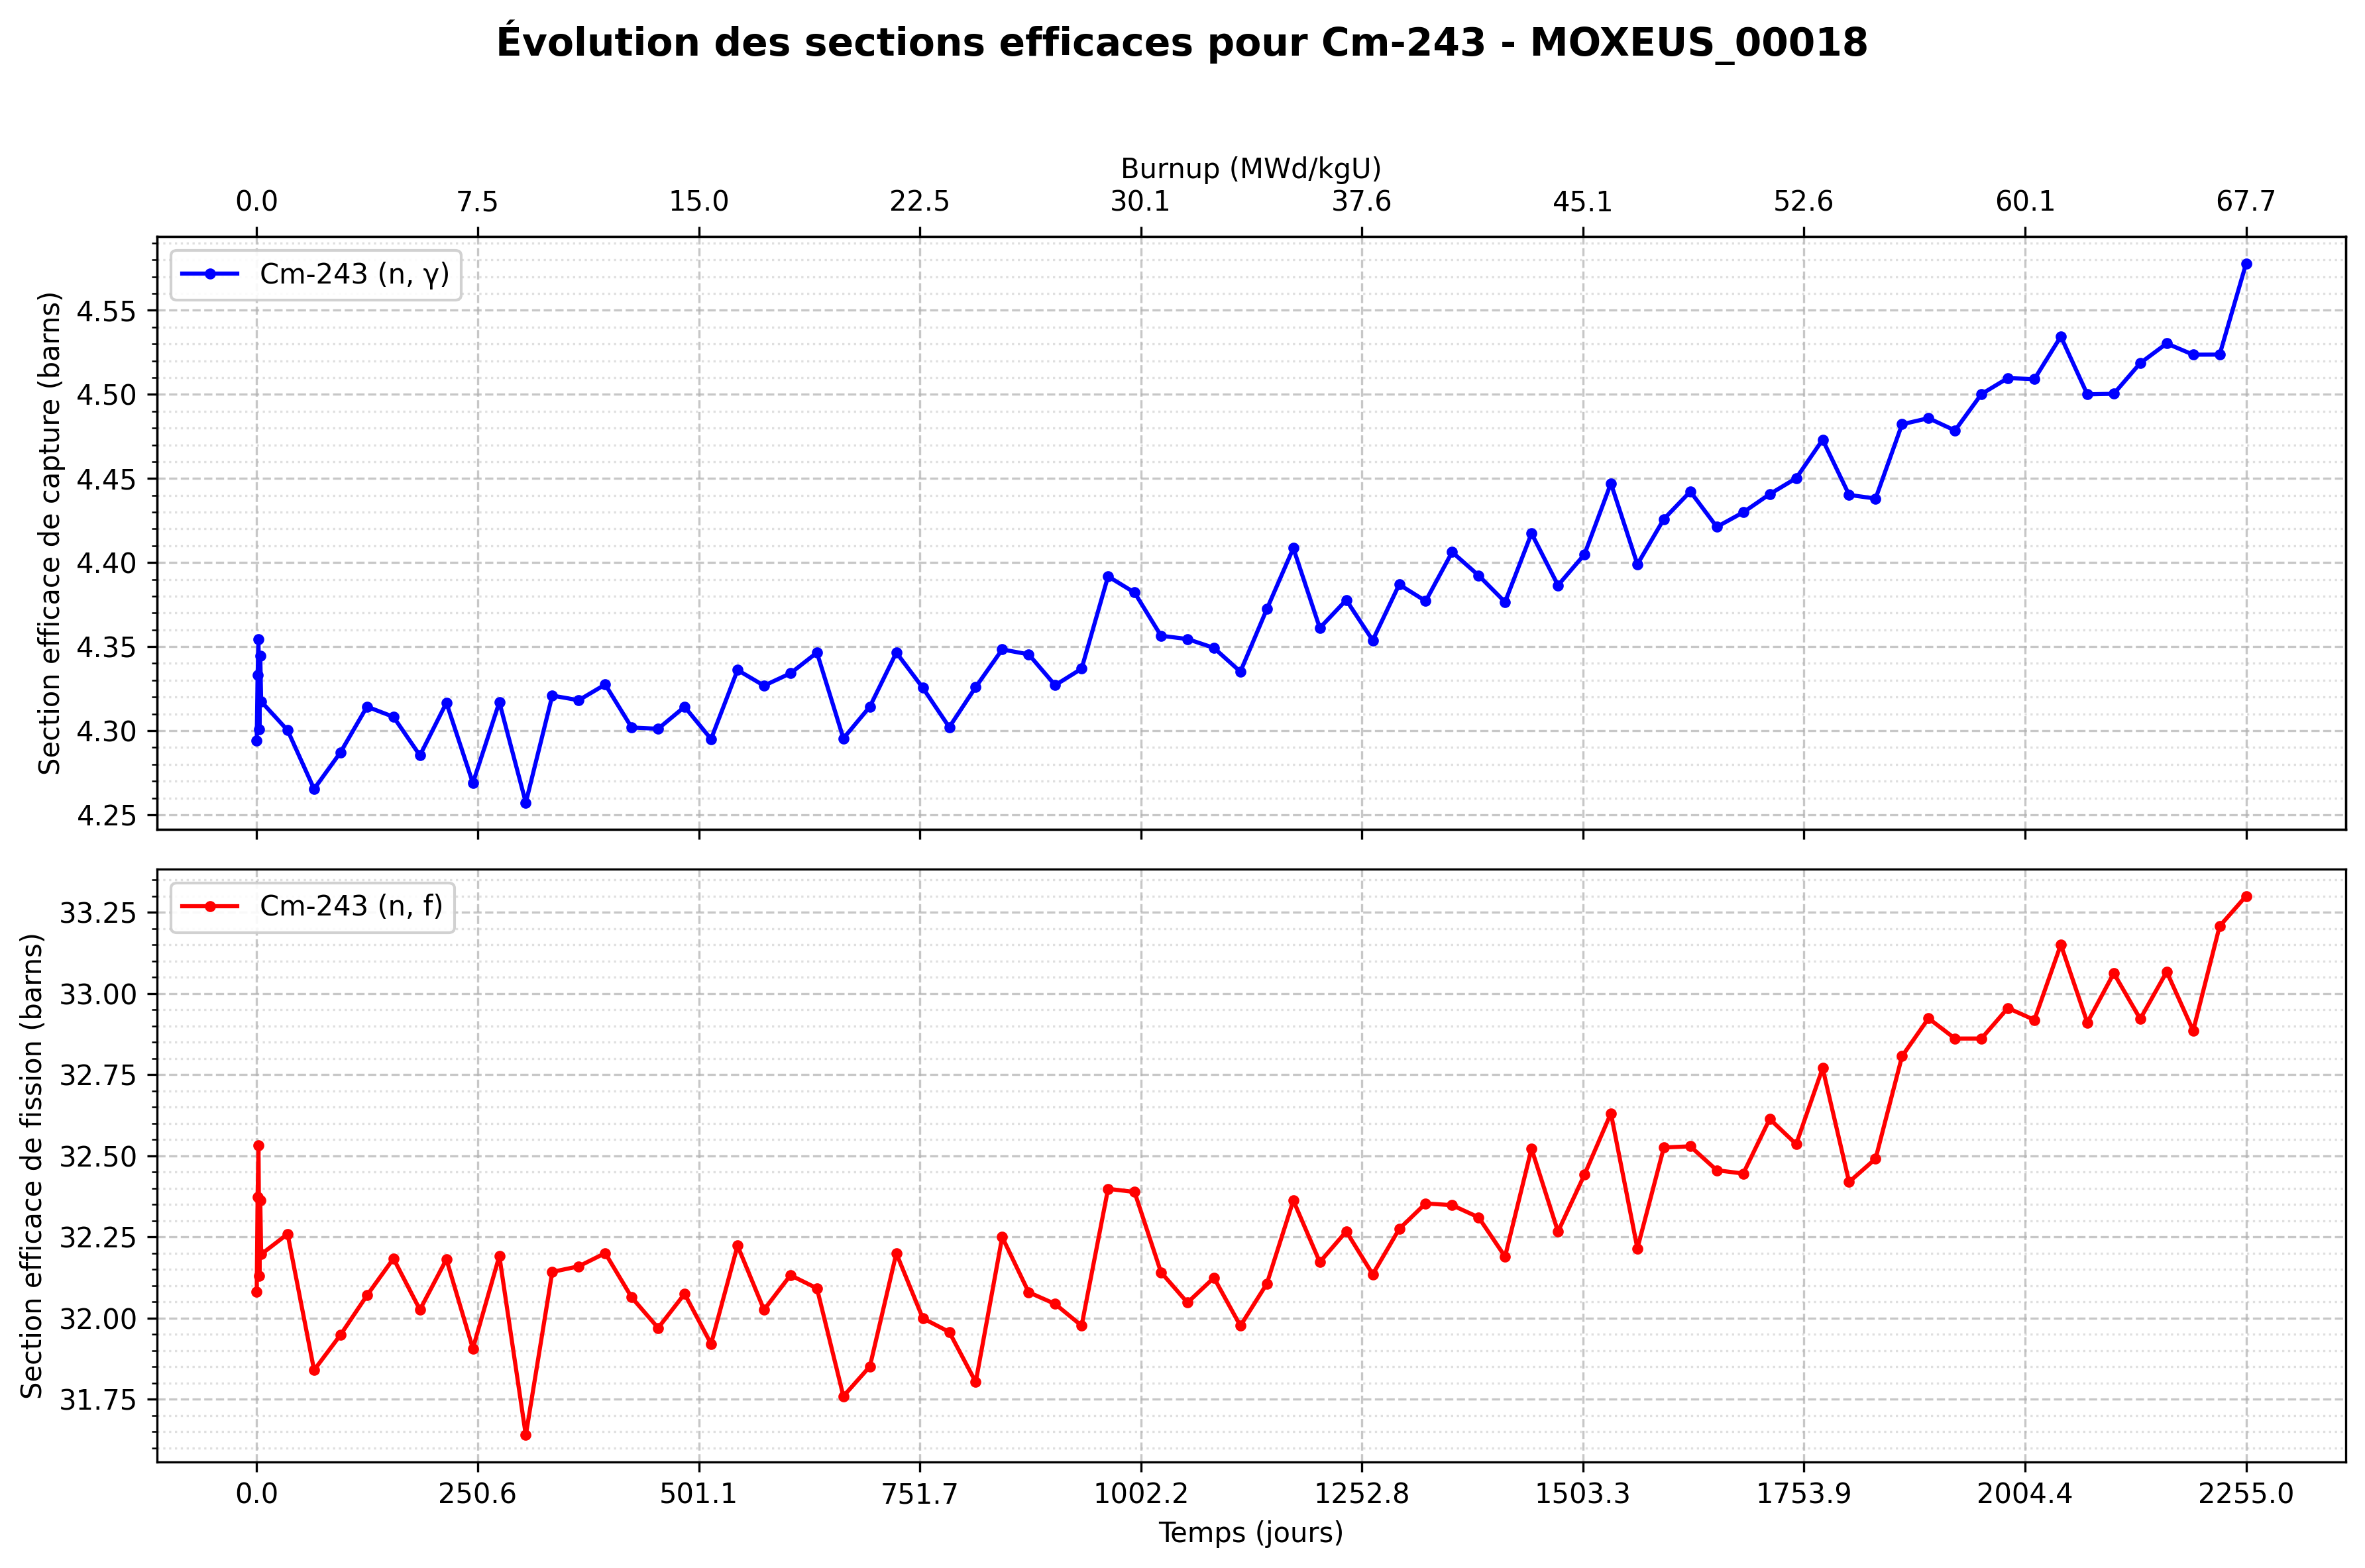 Évolution des sections efficaces pour Cm-243 - MOXEUS_00018
Burnup (MWd/kgU)
0.0 7.5 15.0 22.5 30.1 37.6 45.1 52.6 60.1 67.7
Cm-243 (n, γ)
Section efficace de capture (barns)
4.55
4.50
4.45
4.40
4.35
4.30
4.25
Cm-243 (n, f)
Section efficace de fission (barns)
33.25
33.00
32.75
32.50
32.25
32.00
31.75
0.0 250.6 501.1 751.7 1002.2 1252.8 1503.3 1753.9 2004.4 2255.0
Temps (jours)